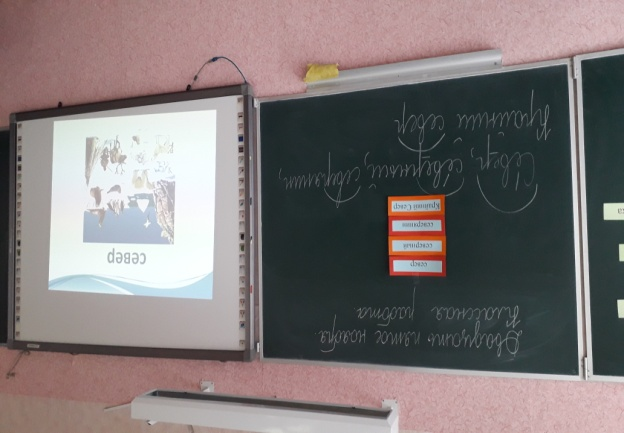 Двадцать пятое ноября
Классная работа
север
северный
северянин
Крайний Север
Север, северный, северянин,
Крайний север
север